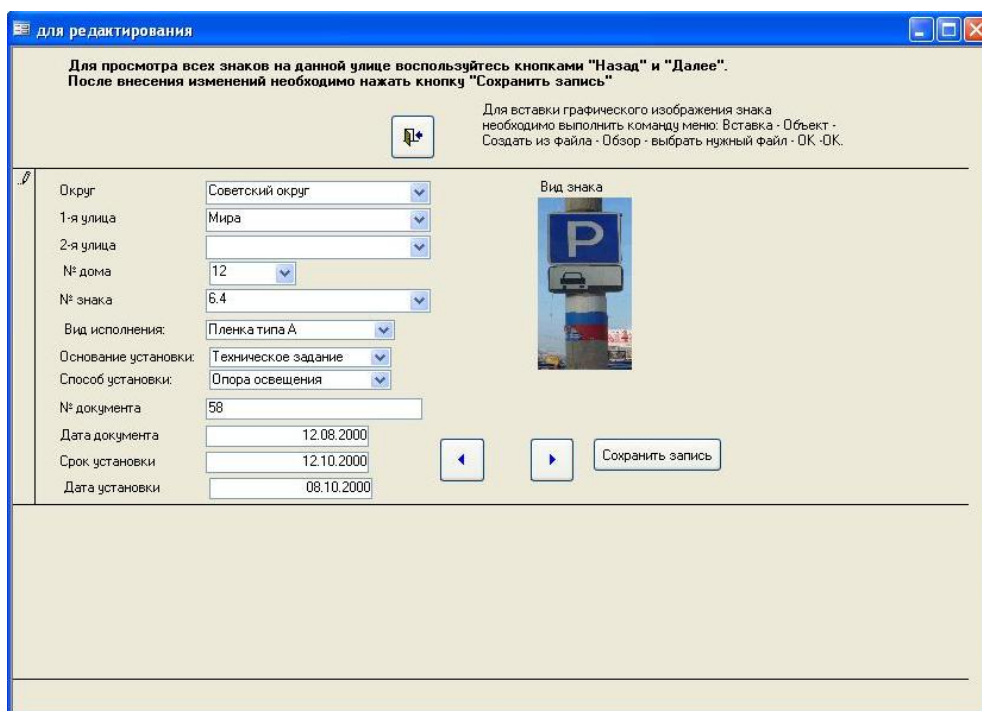 для редактирования
Для просмотра всех знаков на данной улице воспользуйтесь кнопками "Назад" и "Далее".
После внесения изменений необходимо нажать кнопку "Сохранить запись"
Для вставки графического изображения знака
необходимо выполнить команду меню: Вставка - Объект -
Создать из файла - Обзор - выбрать нужный файл - ОК -ОК.
Округ Советский округ
Вид знака
1-я улица Мира
2-я улица
№ дома 12
№ знака 6.4
Вид исполнения: Пленка типа А
Основание установки: Техническое задание
Способ установки: Опора освещения
№ документа 58
Дата документа 12.08.2000
Срок установки 12.10.2000
Дата установки 08.10.2000
P
Сохранить запись